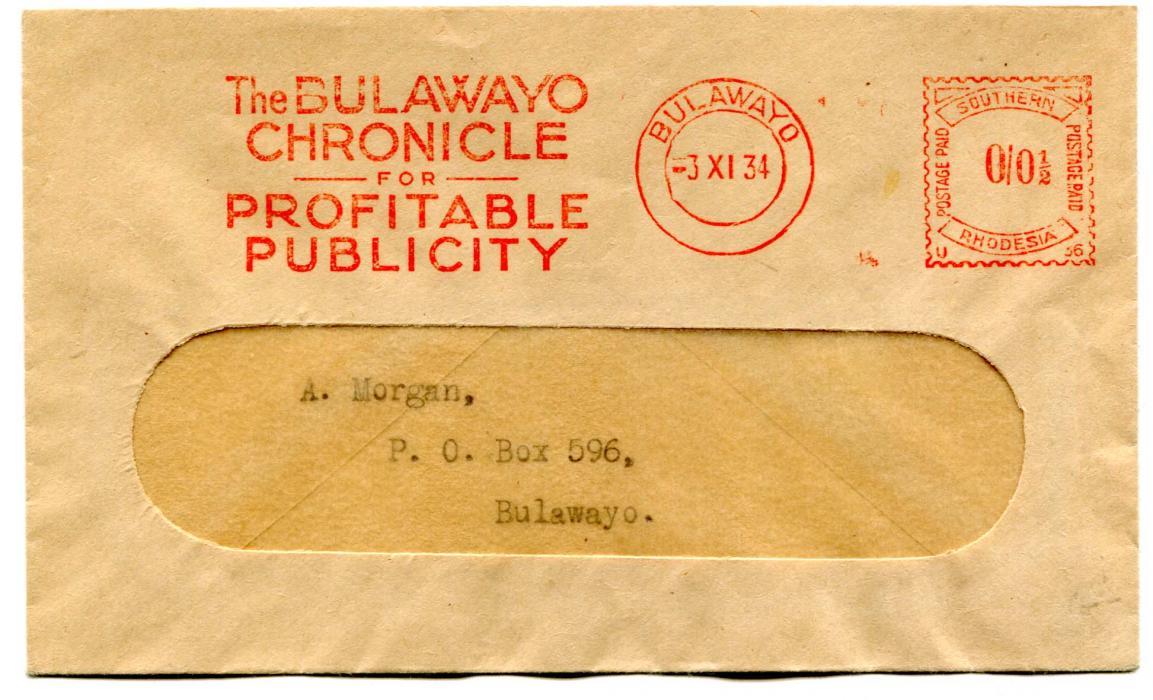 The BULAWAYO
CHRONICLE
FOR
PROFITABLE
PUBLICITY
BULAWAYO
-3 XI 34
SOUTHERN
POSTAGE PAID
0/0½
POSTAGE PAID
RHODESIA
U 36
A. Morgan,
P. O. Box 596,
Bulawayo.